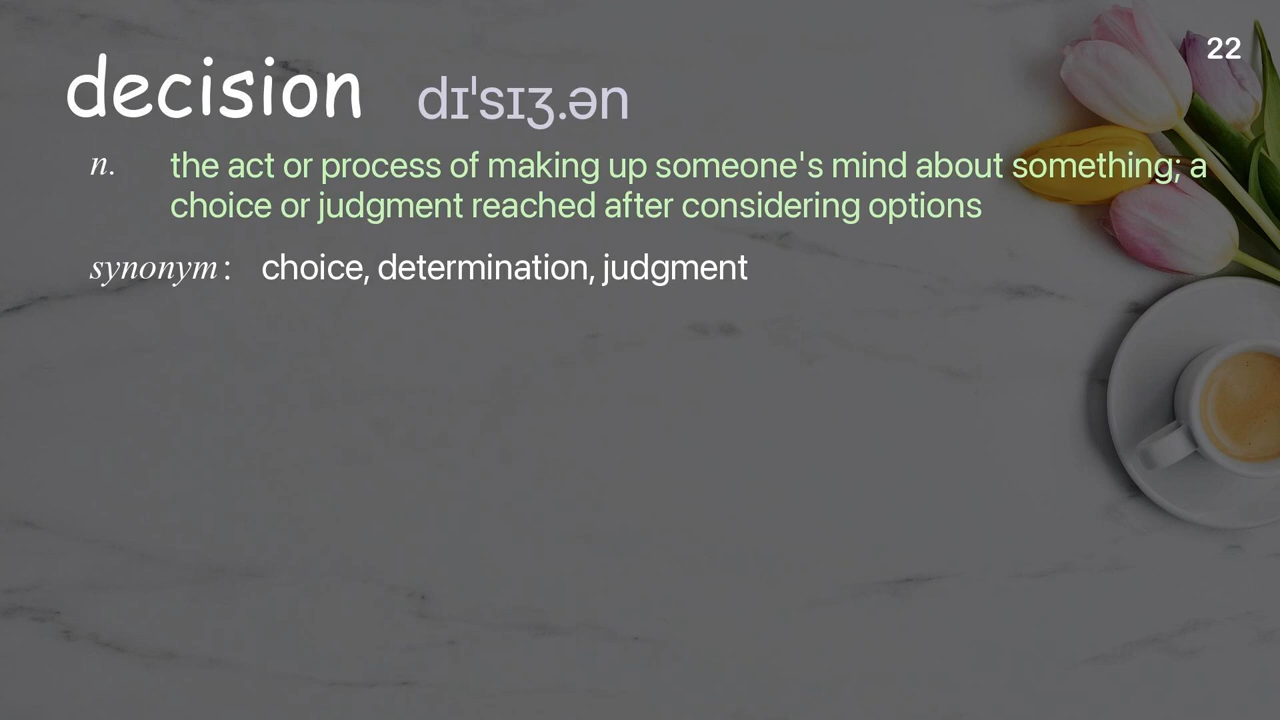 22
decision dɪˈsɪʒ.ən
n. the act or process of making up someone's mind about something; a
choice or judgment reached after considering options
synonym: choice, determination, judgment